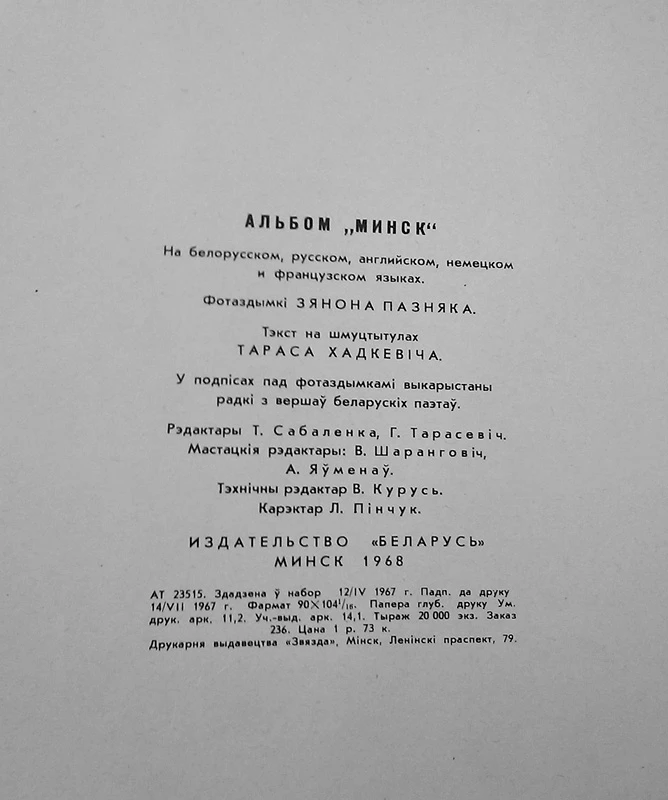 АЛЬБОМ „МИНСК“
На белорусском, русском, английском, немецком
и французском языках.
Фотаздымкі ЗЯНОНА ПАЗНЯКА.
Тэкст на шмуцтытулах
ТАРАСА ХАДКЕВІЧА.
У подпісах пад фотаздымкамі выкарыстаны
радкі з вершаў беларускіх паэтаў.
Рэдактары Т. Сабаленка, Г. Тарасевіч.
Мастацкія рэдактары: В. Шаранговіч,
А. Яўменаў.
Тэхнічны рэдактар В. Курусь.
Карэктар Л. Пінчук.
ИЗДАТЕЛЬСТВО «БЕЛАРУСЬ»
МИНСК 1968
АТ 23515. Здадзена ў набор 12/IV 1967 г. Падп. да друку
14/VII 1967 г. Фармат 90×104¹/₁₆. Папера глуб. друку Ум.
друк. арк. 11,2. Уч.-выд. арк. 14,1. Тыраж 20 000 экз. Заказ
236. Цана 1 р. 73 к.
Друкарня выдавецтва «Звязда», Мінск, Ленінскі праспект, 79.